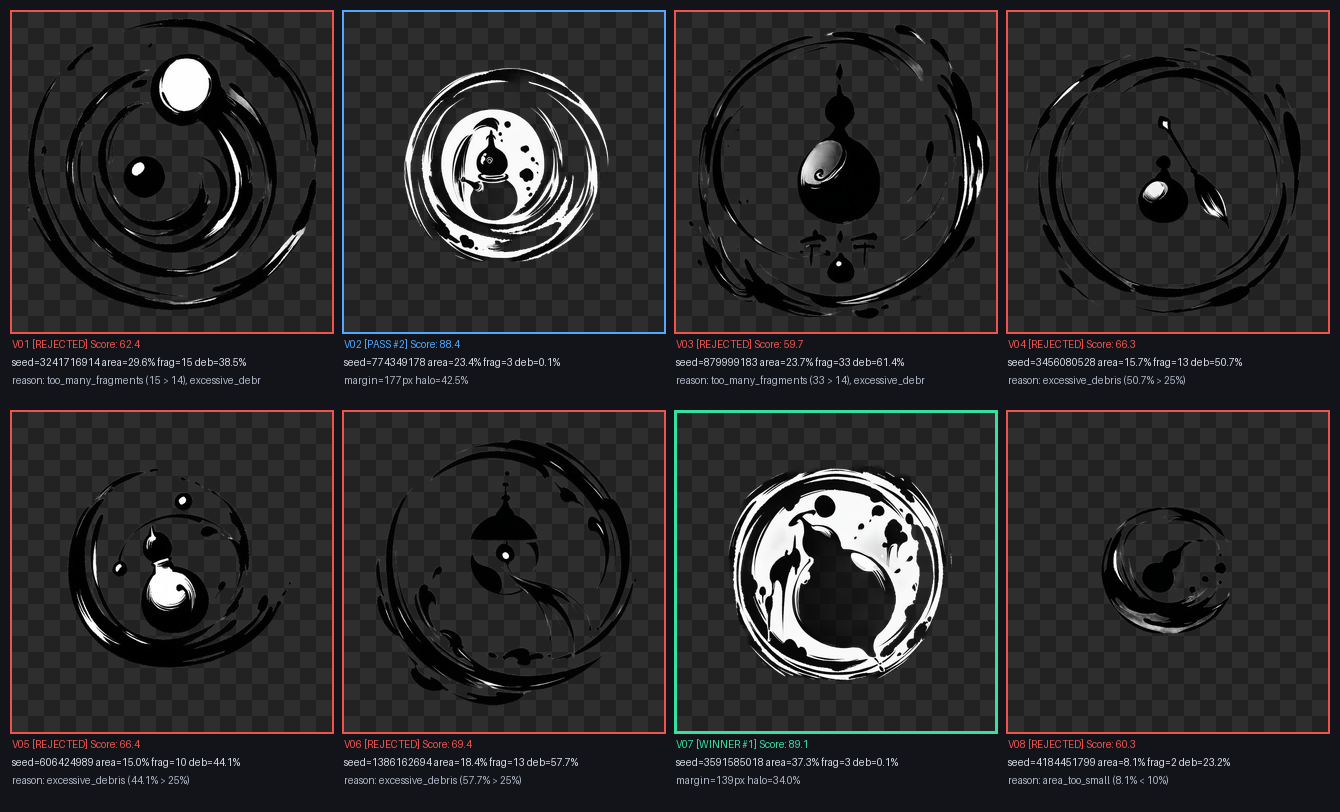 V01 [REJECTED] Score: 62.4
seed=3241716914 area=29.6% frag=15 deb=38.5%
reason: too_many_fragments (15 > 14), excessive_debr
V02 [PASS #2] Score: 88.4
seed=774349178 area=23.4% frag=3 deb=0.1%
margin=177px halo=42.5%
V03 [REJECTED] Score: 59.7
seed=879999183 area=23.7% frag=33 deb=61.4%
reason: too_many_fragments (33 > 14), excessive_debr
V04 [REJECTED] Score: 66.3
seed=3456080528 area=15.7% frag=13 deb=50.7%
reason: excessive_debris (50.7% > 25%)
V05 [REJECTED] Score: 66.4
seed=606424989 area=15.0% frag=10 deb=44.1%
reason: excessive_debris (44.1% > 25%)
V06 [REJECTED] Score: 69.4
seed=1386162694 area=18.4% frag=13 deb=57.7%
reason: excessive_debris (57.7% > 25%)
V07 [WINNER #1] Score: 89.1
seed=3591585018 area=37.3% frag=3 deb=0.1%
margin=139px halo=34.0%
V08 [REJECTED] Score: 60.3
seed=4184451799 area=8.1% frag=2 deb=23.2%
reason: area_too_small (8.1% < 10%)